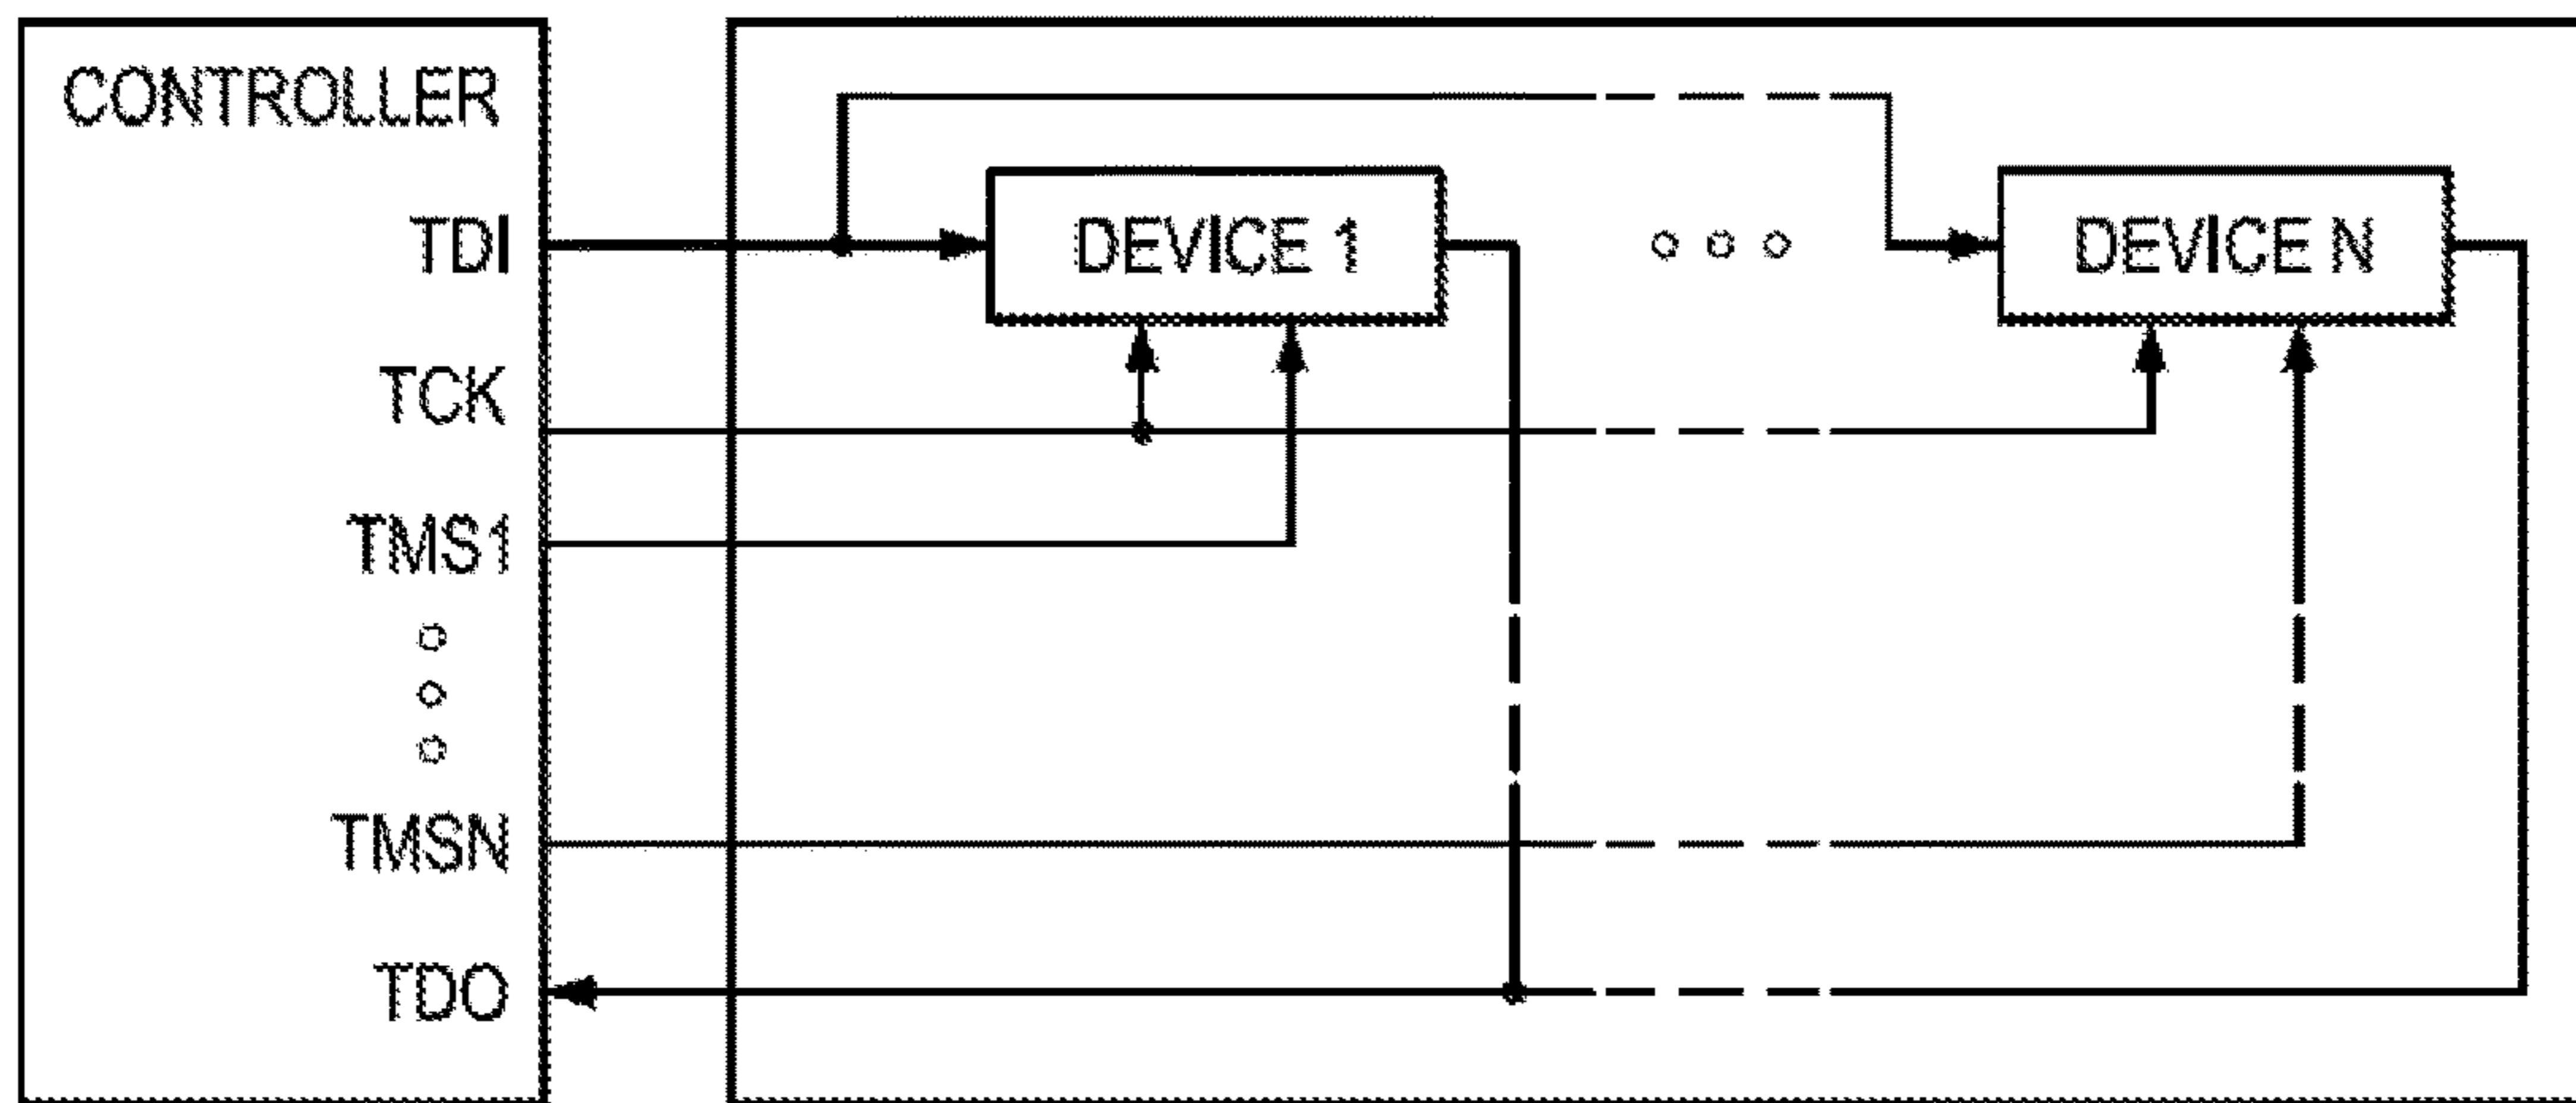 CONTROLLER
TDI
DEVICE 1
DEVICE N
TCK
TMS1
TMSN
TDO